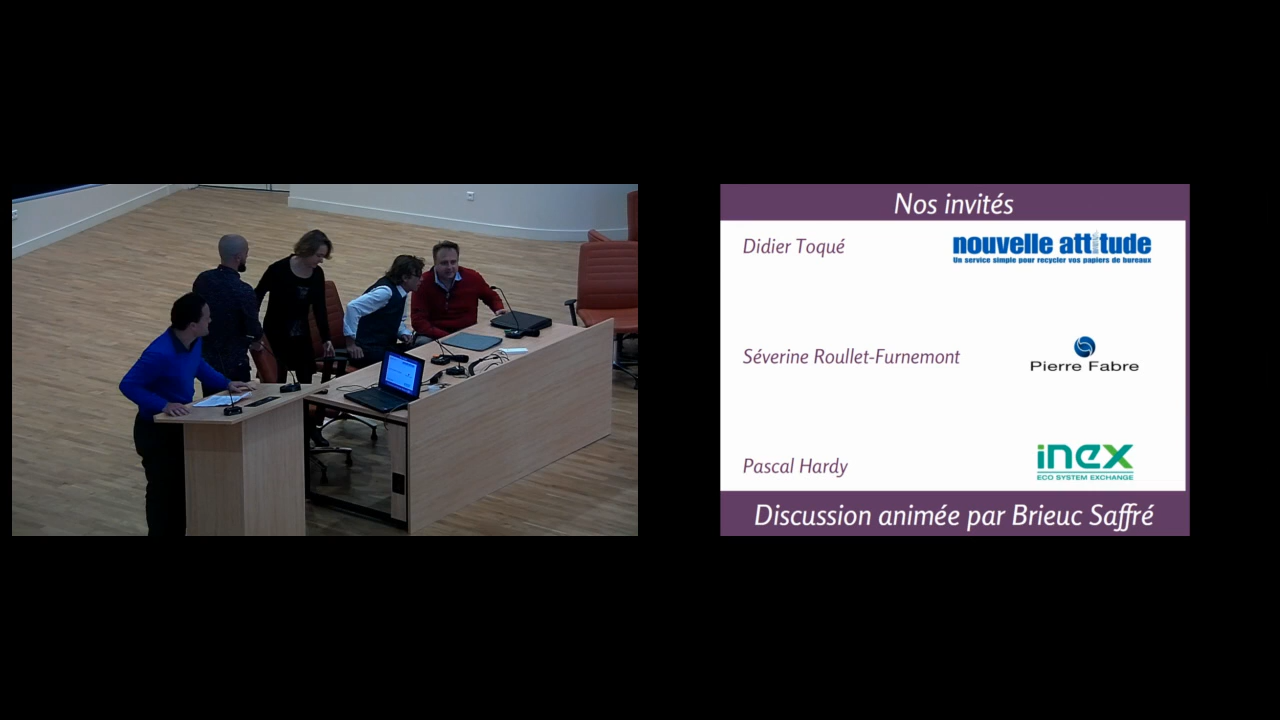 Nos invités
Didier Toqué
nouvelle attitude
Un service simple pour recycler vos papiers de bureaux
Séverine Roullet-Furnemont
Pierre Fabre
Pascal Hardy
inex
ECO SYSTEM EXCHANGE
Discussion animée par Brieuc Saffré